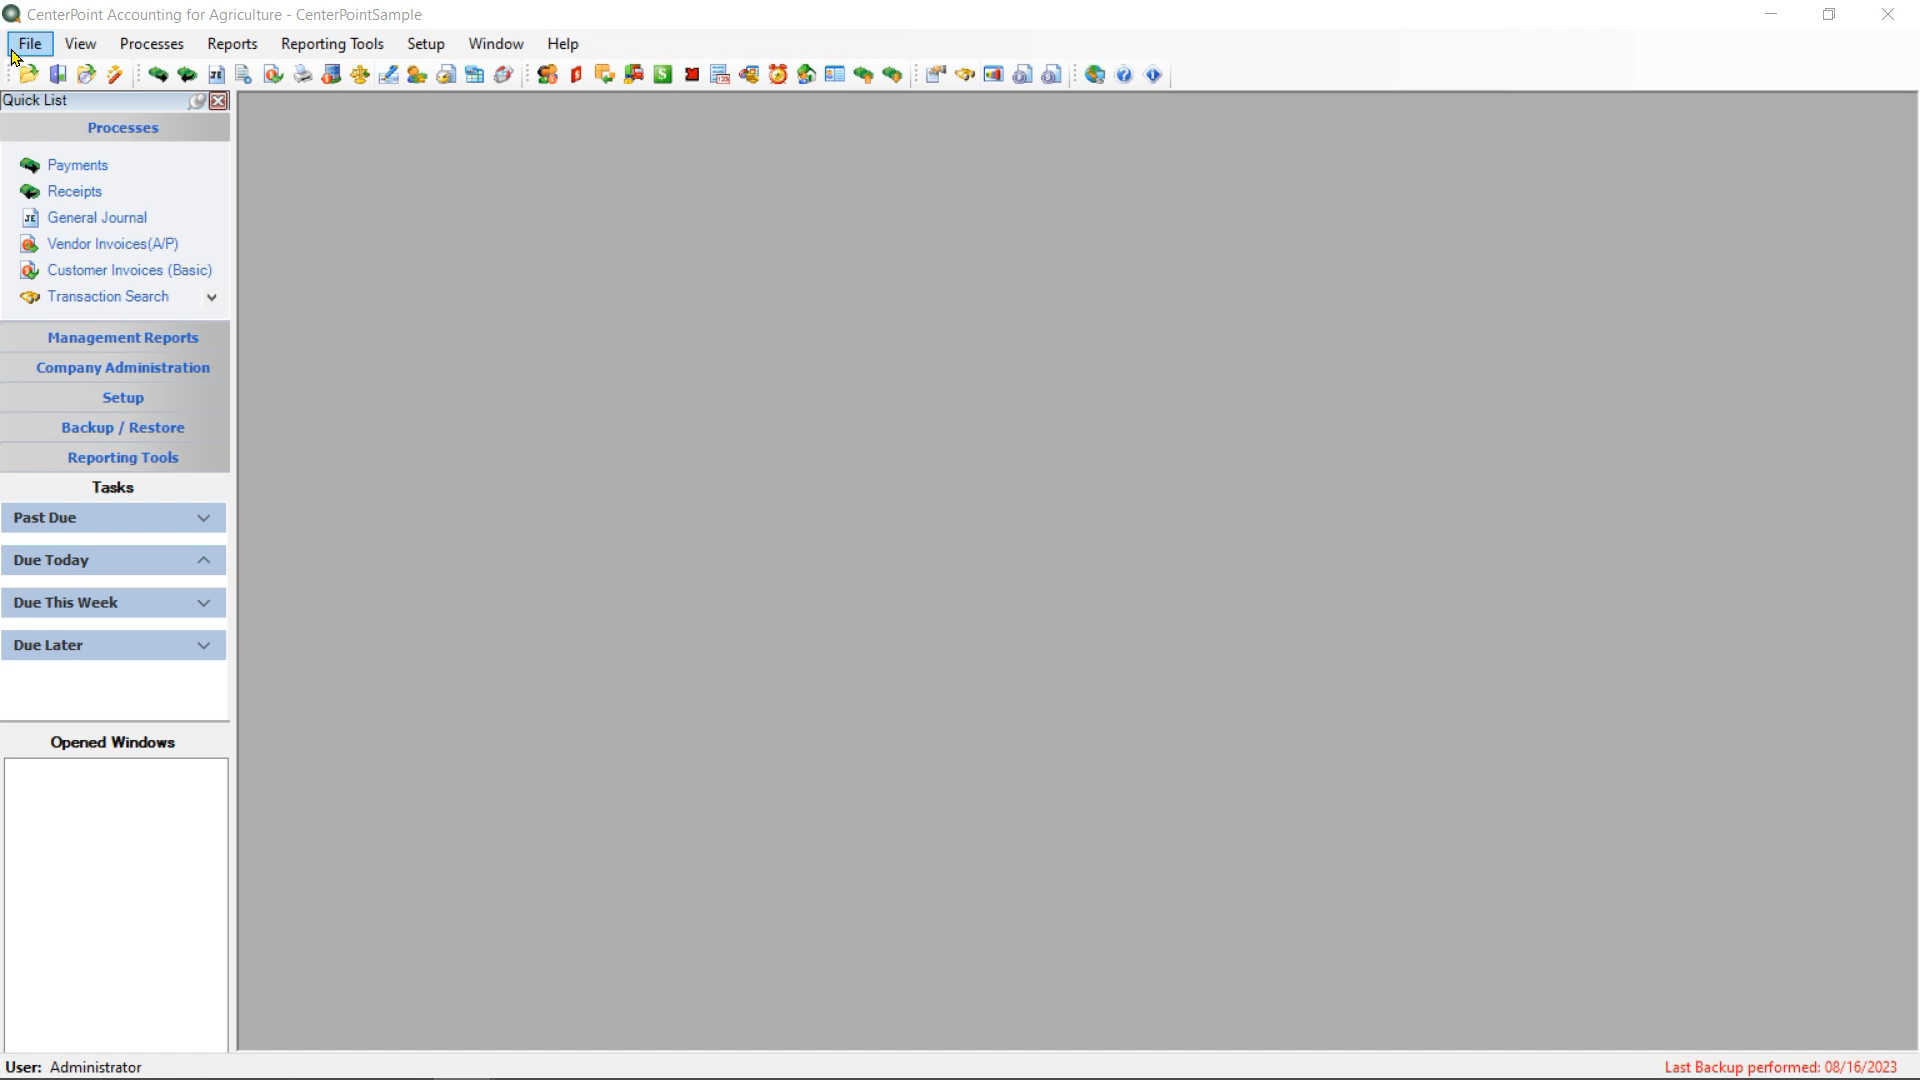 CenterPoint Accounting for Agriculture - CenterPointSample
File View Processes Reports Reporting Tools Setup Window Help
Quick List
Processes
Payments
Receipts
JE General Journal
Vendor Invoices(A/P)
Customer Invoices (Basic)
Transaction Search
Management Reports
Company Administration
Setup
Backup / Restore
Reporting Tools
Tasks
Past Due
Due Today
Due This Week
Due Later
Opened Windows
User: Administrator
Last Backup performed: 08/16/2023